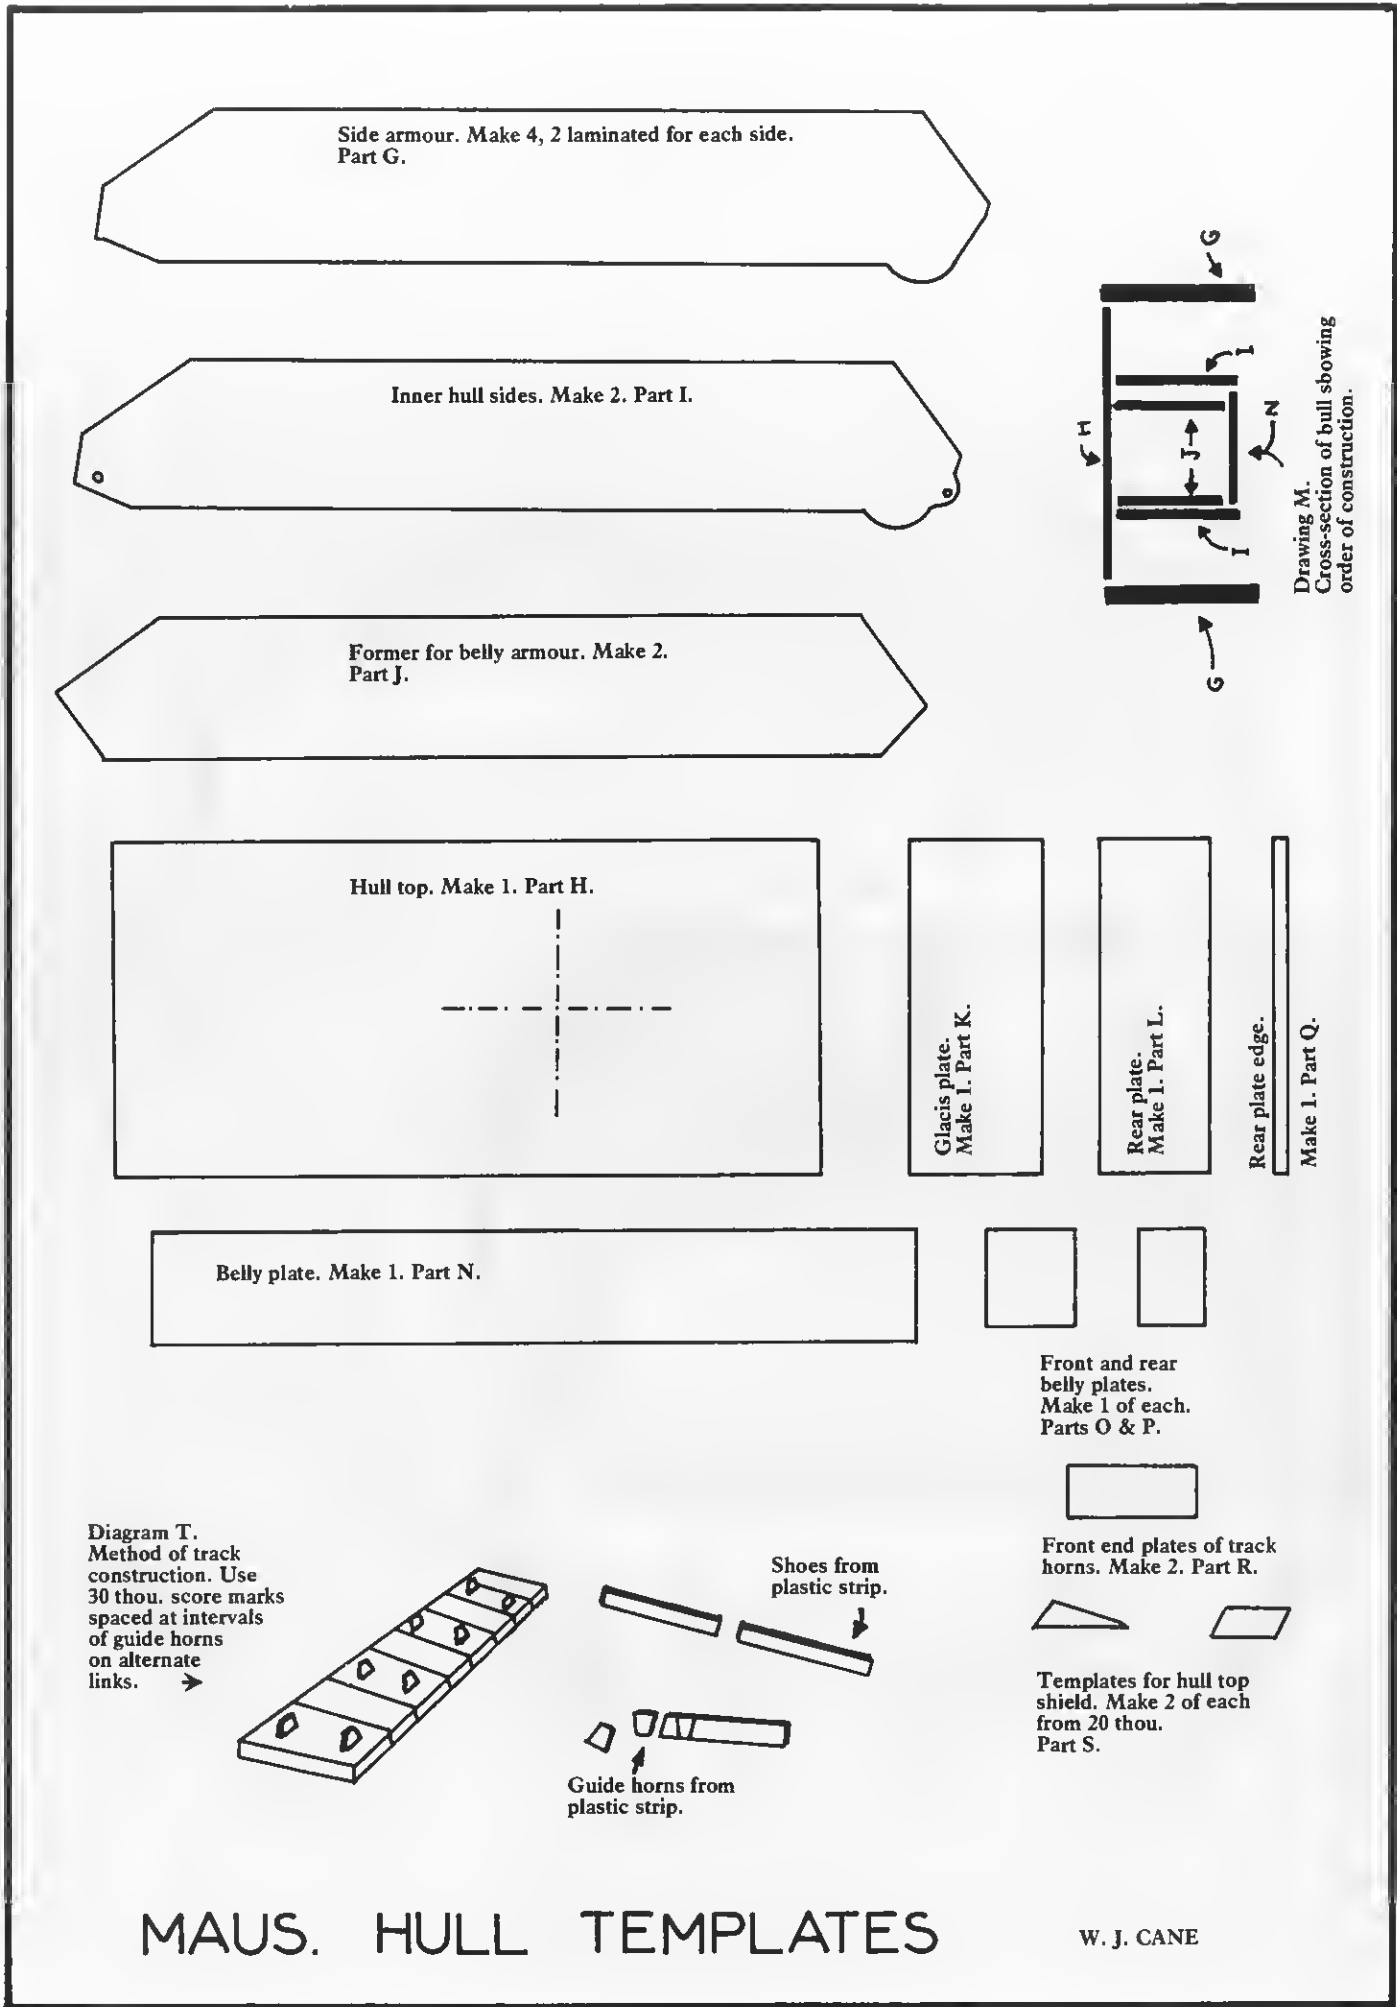 Side armour. Make 4, 2 laminated for each side.
Part G.
Inner hull sides. Make 2. Part I.
G
I
H
J
N
I
G
Drawing M.
Cross-section of bull sbowing
order of construction.
Former for belly armour. Make 2.
Part J.
Hull top. Make 1. Part H.
Glacis plate.
Make 1. Part K.
Rear plate.
Make 1. Part L.
Rear plate edge.
Make 1. Part Q.
Belly plate. Make 1. Part N.
Front and rear
belly plates.
Make 1 of each.
Parts O & P.
Front end plates of track
horns. Make 2. Part R.
Templates for hull top
shield. Make 2 of each
from 20 thou.
Part S.
Diagram T.
Method of track
construction. Use
30 thou. score marks
spaced at intervals
of guide horns
on alternate
links.
Shoes from
plastic strip.
Guide horns from
plastic strip.
MAUS. HULL TEMPLATES
W. J. CANE